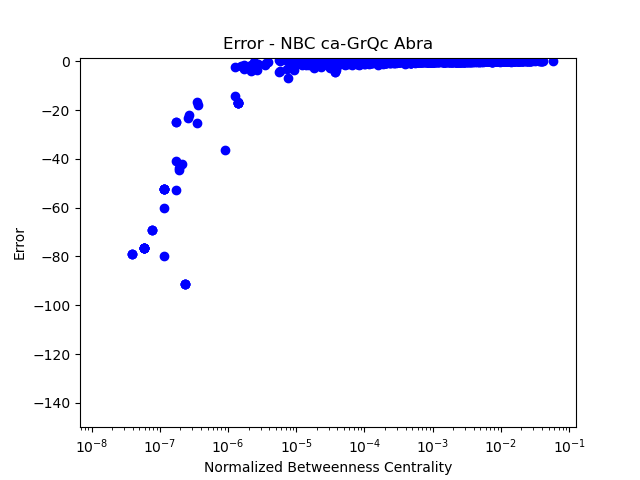 Error - NBC ca-GrQc Abra
Error
0
−20
−40
−60
−80
−100
−120
−140
10⁻⁸ 10⁻⁷ 10⁻⁶ 10⁻⁵ 10⁻⁴ 10⁻³ 10⁻² 10⁻¹
Normalized Betweenness Centrality